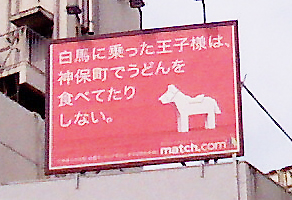 白馬に乗った王子様は、
神保町でうどんを
食べてたり
しない。
match.com